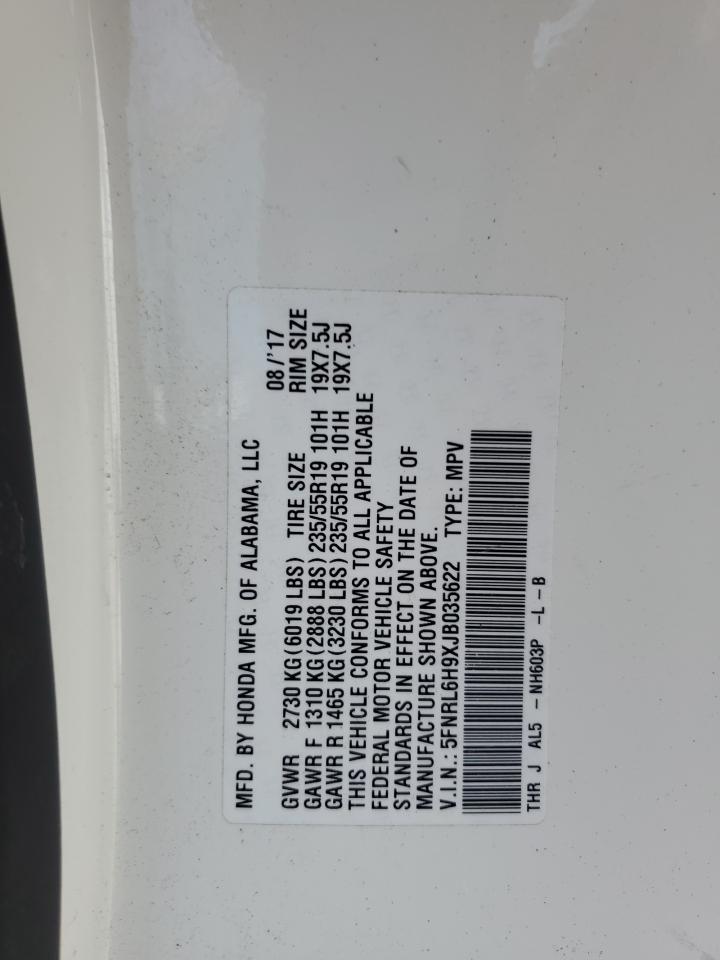 MFD. BY HONDA MFG. OF ALABAMA, LLC
08/'17
GVWR 2730 KG(6019 LBS) TIRE SIZE RIM SIZE
GAWR F 1310 KG(2888 LBS)235/55R19 101H 19X7.5J
GAWR R 1465 KG(3230 LBS)235/55R19 101H 19X7.5J
THIS VEHICLE CONFORMS TO ALL APPLICABLE
FEDERAL MOTOR VEHICLE SAFETY
STANDARDS IN EFFECT ON THE DATE OF
MANUFACTURE SHOWN ABOVE.
V.I.N.: 5FNRL6H9XJB035622 TYPE: MPV
THR J AL5 - NH603P -L -B